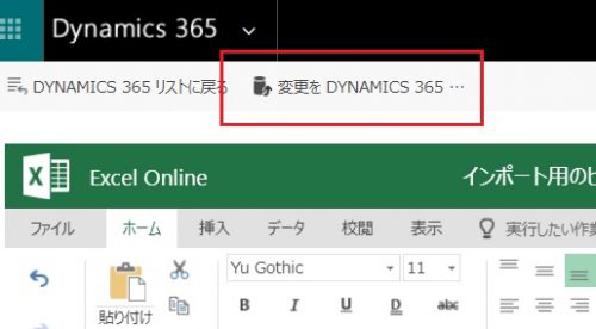 Dynamics 365
DYNAMICS 365 リストに戻る 変更を DYNAMICS 365 …
Excel Online インポート用のビ
ファイル ホーム 挿入 データ 校閲 表示 実行したい作業
貼り付け Yu Gothic 11
B I U D abc